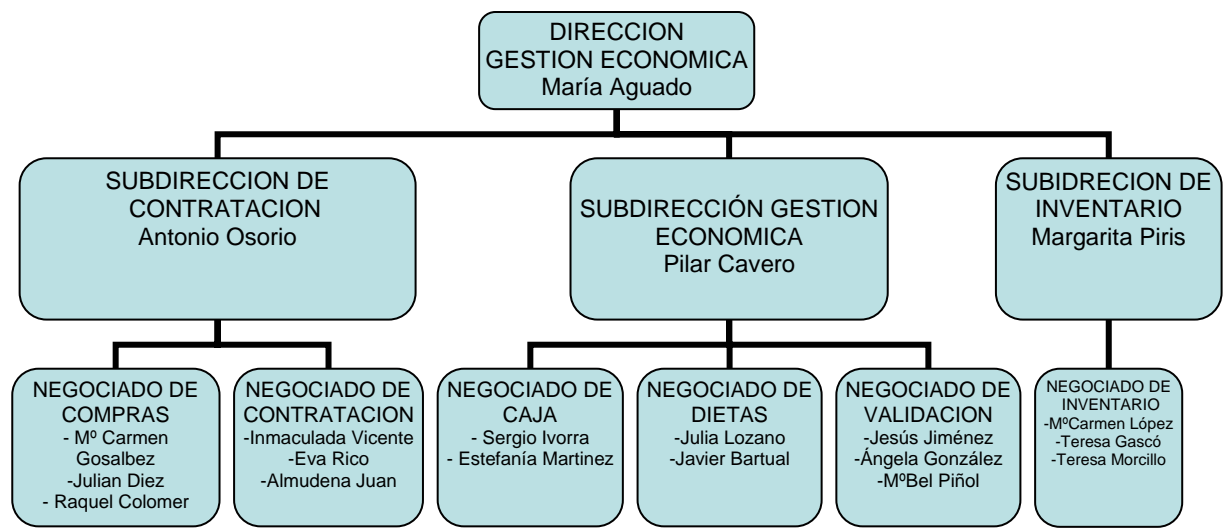 DIRECCION
GESTION ECONOMICA
María Aguado
SUBDIRECCION DE
CONTRATACION
Antonio Osorio
SUBDIRECCIÓN GESTION
ECONOMICA
Pilar Cavero
SUBIDRECION DE
INVENTARIO
Margarita Piris
NEGOCIADO DE
COMPRAS
- Mº Carmen
Gosalbez
-Julian Diez
- Raquel Colomer
NEGOCIADO DE
CONTRATACION
-Inmaculada Vicente
-Eva Rico
-Almudena Juan
NEGOCIADO DE
CAJA
- Sergio Ivorra
- Estefanía Martinez
NEGOCIADO DE
DIETAS
-Julia Lozano
-Javier Bartual
NEGOCIADO DE
VALIDACION
-Jesús Jiménez
-Ángela González
-MºBel Piñol
NEGOCIADO DE
INVENTARIO
-MºCarmen López
-Teresa Gascó
-Teresa Morcillo